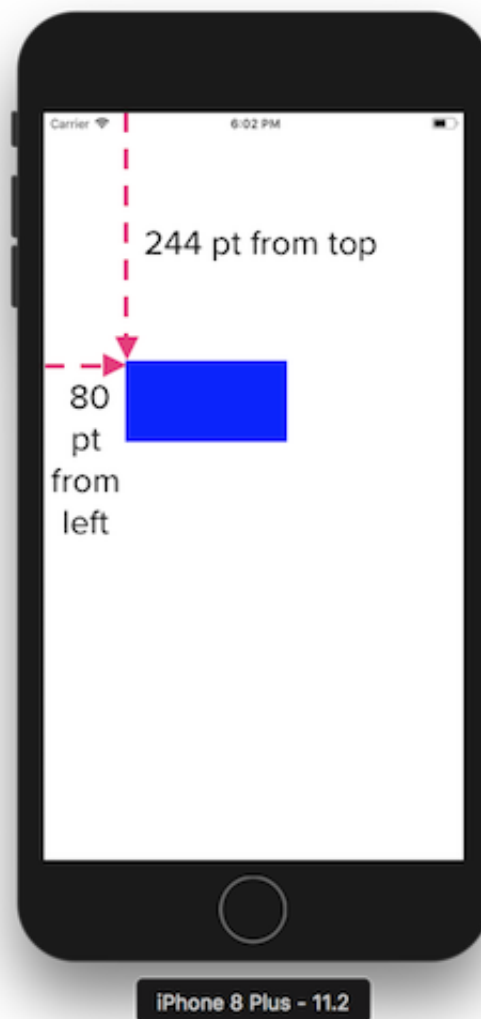 Carrier 6:02 PM
244 pt from top
80
pt
from
left
iPhone 8 Plus - 11.2